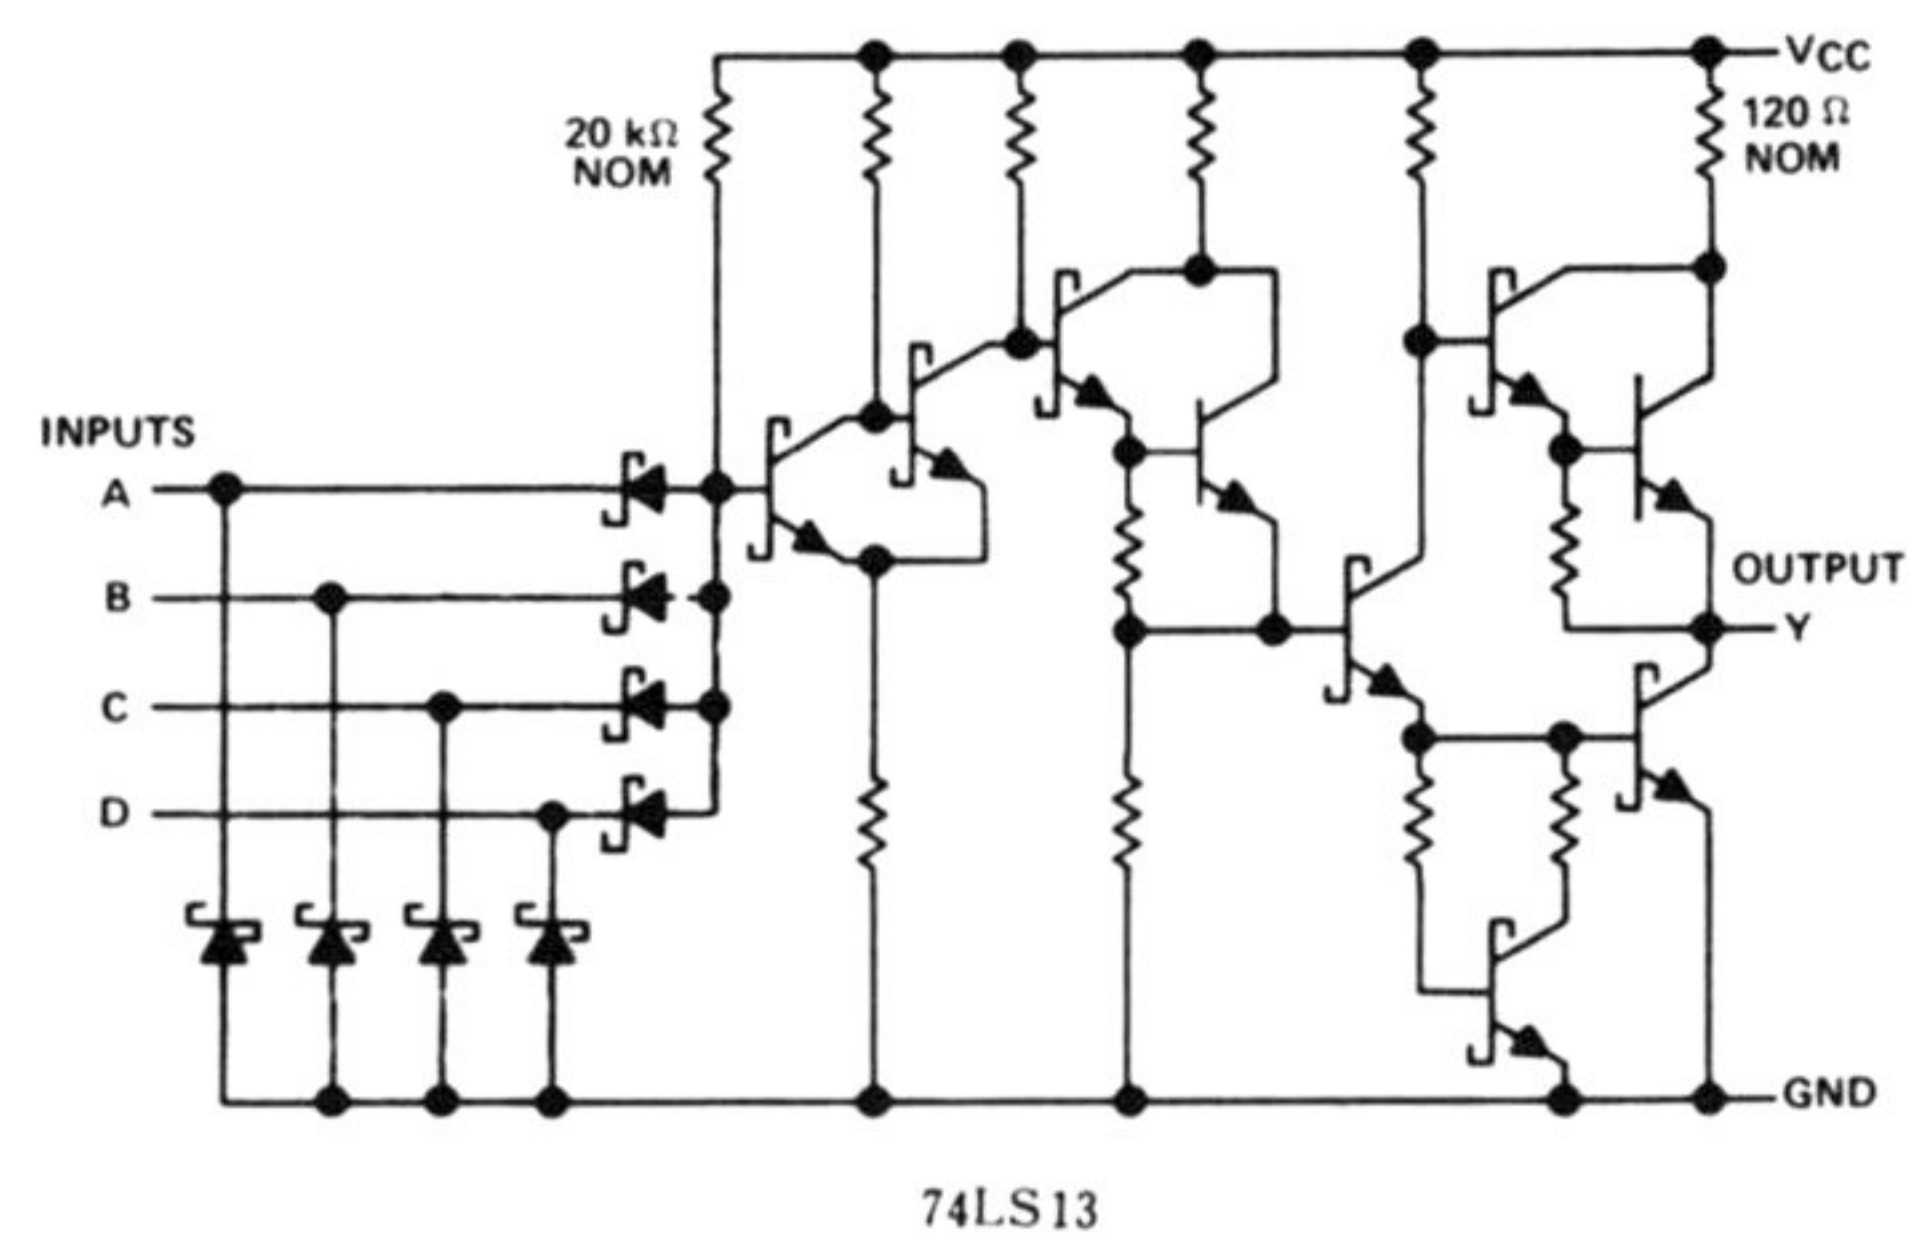 VCC
20 kΩ
NOM
120 Ω
NOM
INPUTS
A
B
C
D
OUTPUT
Y
GND
74LS13